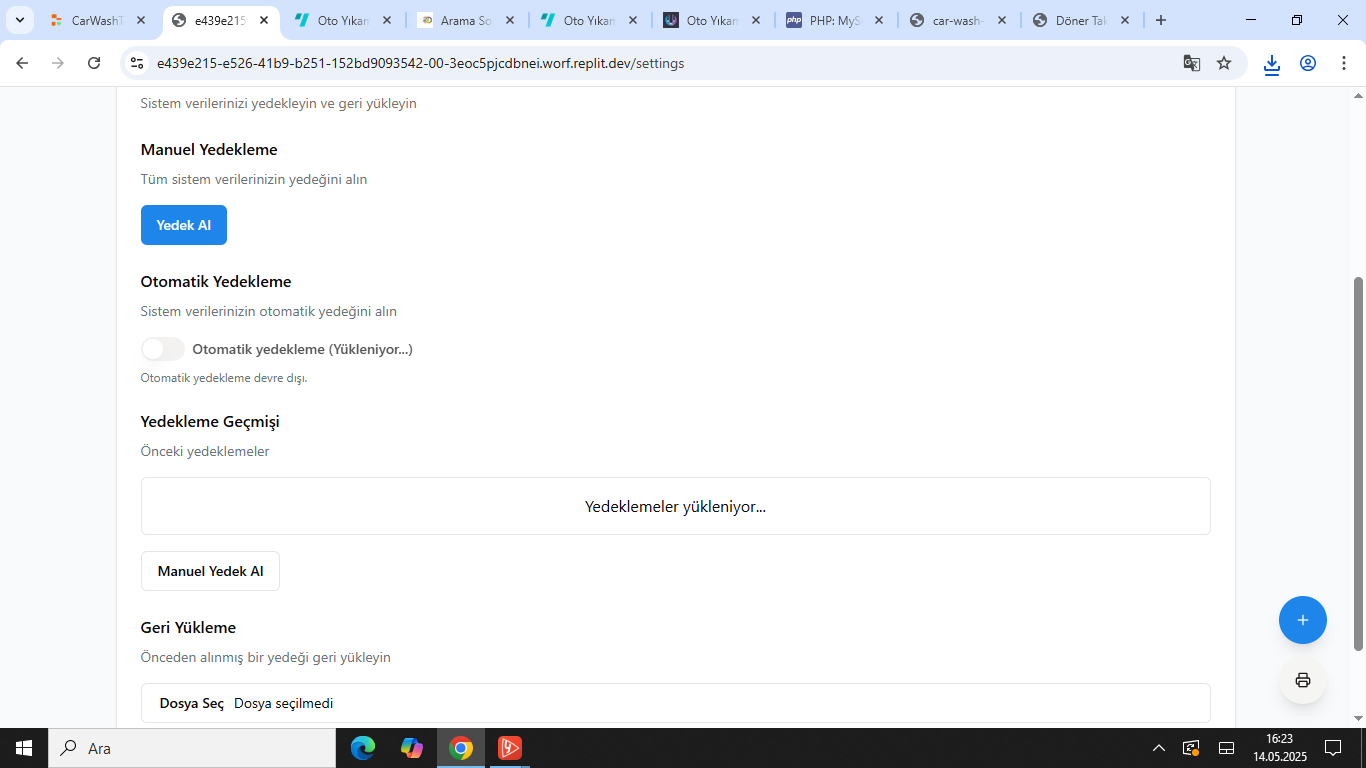 CarWashT
e439e215
Oto Yıkan
Arama So
Oto Yıkan
Oto Yıkam
php
PHP: MyS
car-wash-
Döner Tak
e439e215-e526-41b9-b251-152bd9093542-00-3eoc5pjcdbnei.worf.replit.dev/settings
Sistem verilerinizi yedekleyin ve geri yükleyin
Manuel Yedekleme
Tüm sistem verilerinizin yedeğini alın
Yedek Al
Otomatik Yedekleme
Sistem verilerinizin otomatik yedeğini alın
Otomatik yedekleme (Yükleniyor...)
Otomatik yedekleme devre dışı.
Yedekleme Geçmişi
Önceki yedeklemeler
Yedeklemeler yükleniyor...
Manuel Yedek Al
Geri Yükleme
Önceden alınmış bir yedeği geri yükleyin
Dosya Seç Dosya seçilmedi
Ara
16:23
14.05.2025